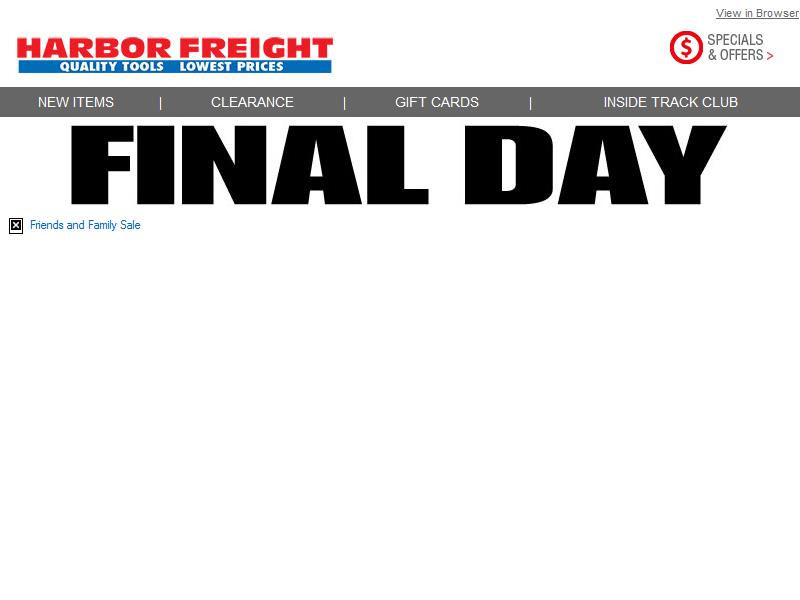 View in Browser
HARBOR FREIGHT
QUALITY TOOLS LOWEST PRICES
SPECIALS
& OFFERS >
NEW ITEMS | CLEARANCE | GIFT CARDS | INSIDE TRACK CLUB
FINAL DAY
Friends and Family Sale